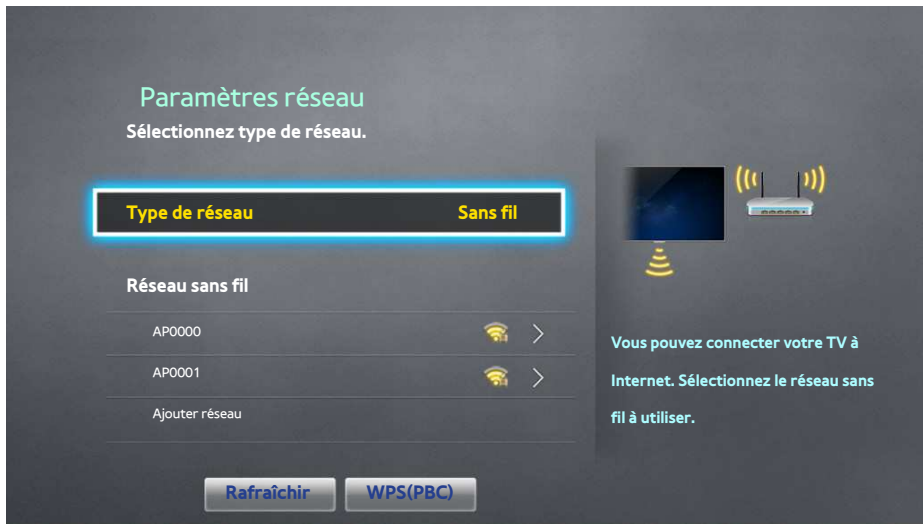 Paramètres réseau
Sélectionnez type de réseau.
Type de réseau Sans fil
Réseau sans fil
AP0000
AP0001
Ajouter réseau
Rafraîchir WPS(PBC)
Vous pouvez connecter votre TV à
Internet. Sélectionnez le réseau sans
fil à utiliser.